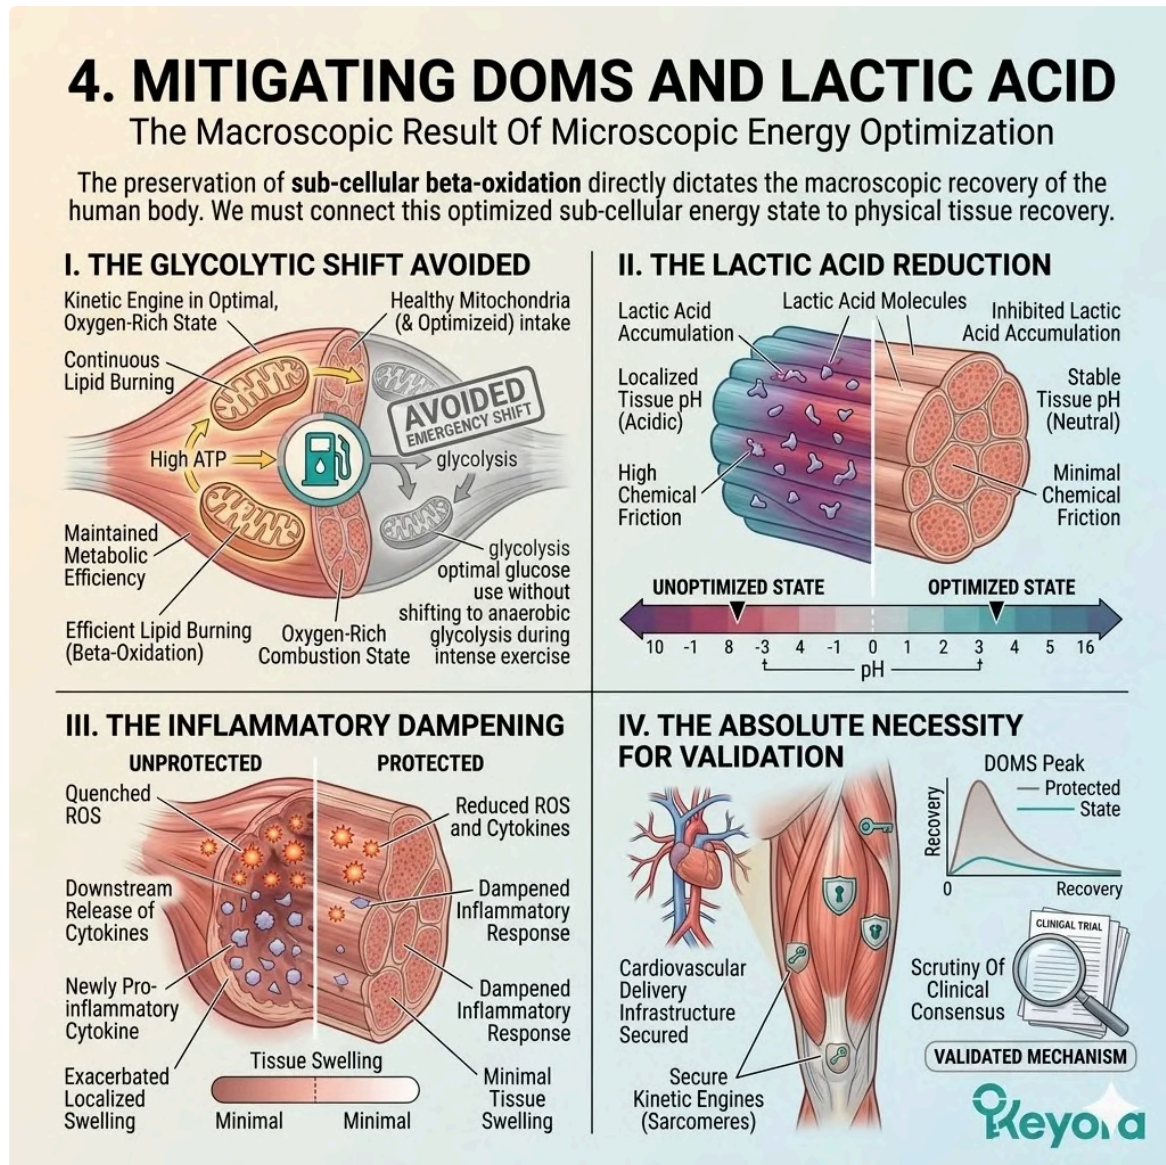 4. MITIGATING DOMS AND LACTIC ACID
The Macroscopic Result Of Microscopic Energy Optimization
The preservation of sub-cellular beta-oxidation directly dictates the macroscopic recovery of the
human body. We must connect this optimized sub-cellular energy state to physical tissue recovery.
I. THE GLYCOLYTIC SHIFT AVOIDED
Kinetic Engine in Optimal,
Oxygen-Rich State
Healthy Mitochondria
(& Optimizeid) intake
Continuous
Lipid Burning
AVOIDED
EMERGENCY SHIFT
High ATP
glycolysis
Maintained
Metabolic
Efficiency
Efficient Lipid Burning
(Beta-Oxidation)
Oxygen-Rich
Combustion State
glycolysis
optimal glucose
use without
shifting to anaerobic
glycolysis during
intense exercise
II. THE LACTIC ACID REDUCTION
Lactic Acid
Accumulation
Lactic Acid Molecules
Inhibited Lactic
Acid Accumulation
Localized
Tissue pH
(Acidic)
Stable
Tissue pH
(Neutral)
High
Chemical
Friction
Minimal
Chemical
Friction
UNOPTIMIZED STATE
OPTIMIZED STATE
10 -1 8 -3 4 -1 0 1 2 3 4 5 16
pH
III. THE INFLAMMATORY DAMPENING
UNPROTECTED
PROTECTED
Quenched
ROS
Reduced ROS
and Cytokines
Downstream
Release of
Cytokines
Dampened
Inflammatory
Response
Newly Pro-
inflammatory
Cytokine
Dampened
Inflammatory
Response
Exacerbated
Localized
Swelling
Tissue Swelling
Minimal
Minimal
Minimal
Tissue
Swelling
IV. THE ABSOLUTE NECESSITY
FOR VALIDATION
DOMS Peak
Protected
State
Recovery
0
Recovery
Cardiovascular
Delivery
Infrastructure
Secured
Secure
Kinetic Engines
(Sarcomeres)
CLINICAL TRIAL
Scrutiny Of
Clinical
Consensus
VALIDATED MECHANISM
Keyora